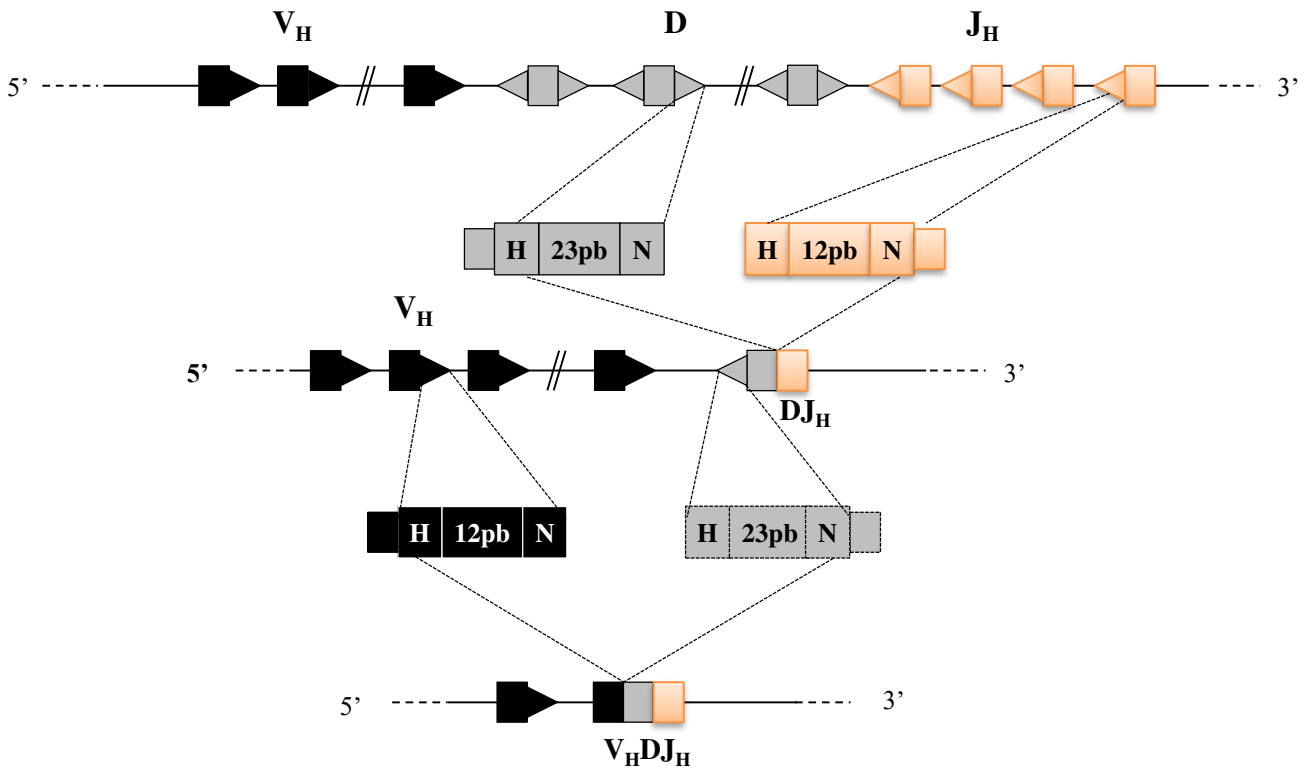 V_H D J_H
5’ 3’
H 23pb N H 12pb N
V_H
5’ 3’
DJ_H
H 12pb N H 23pb N
5’ 3’
V_HDJ_H